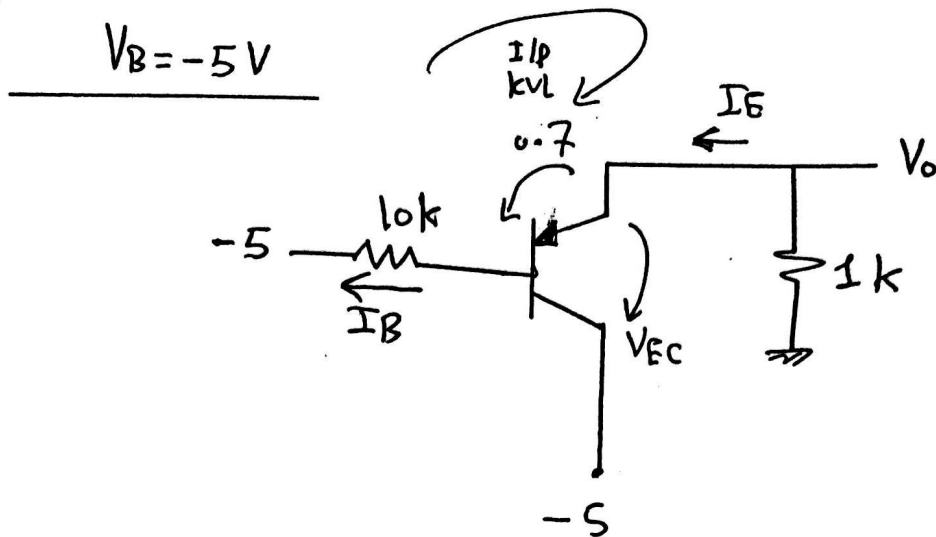 VB=-5V
I/P
KVL
0.7
IE
Vo
10k
-5
IB
1k
VEC
-5